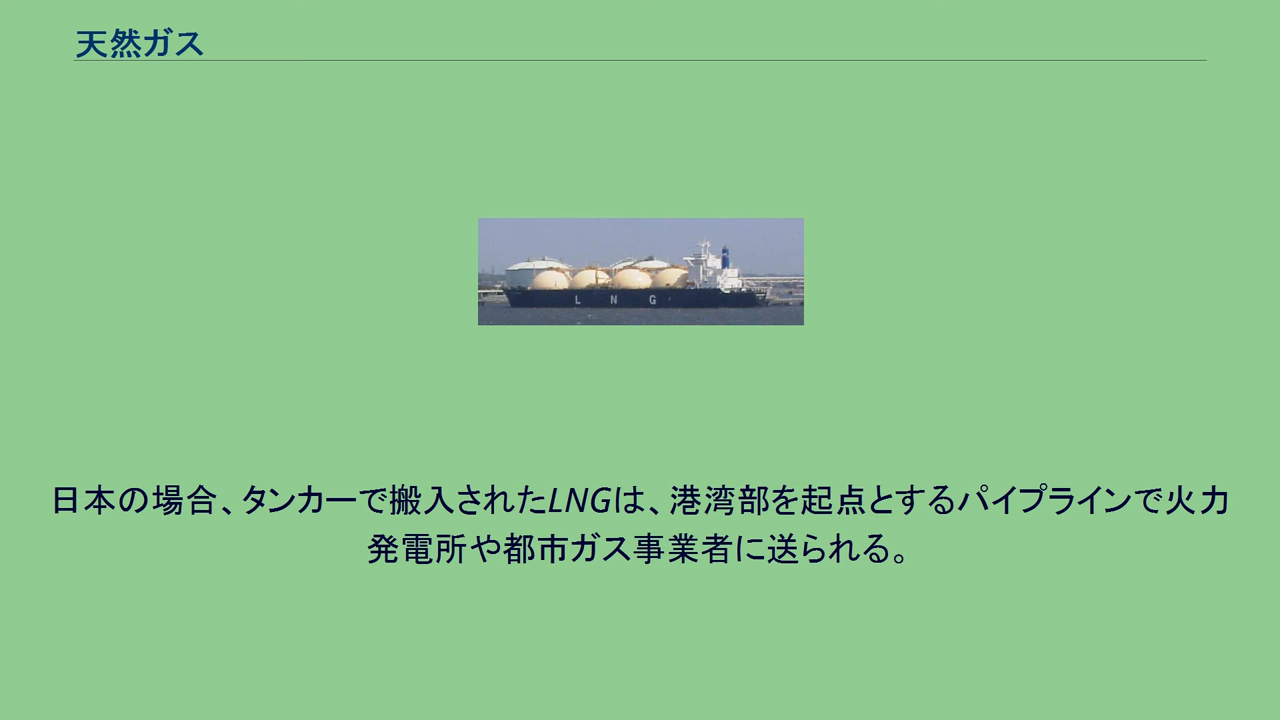 天然ガス
LNG
日本の場合、タンカーで搬入されたLNGは、港湾部を起点とするパイプラインで火力
発電所や都市ガス事業者に送られる。